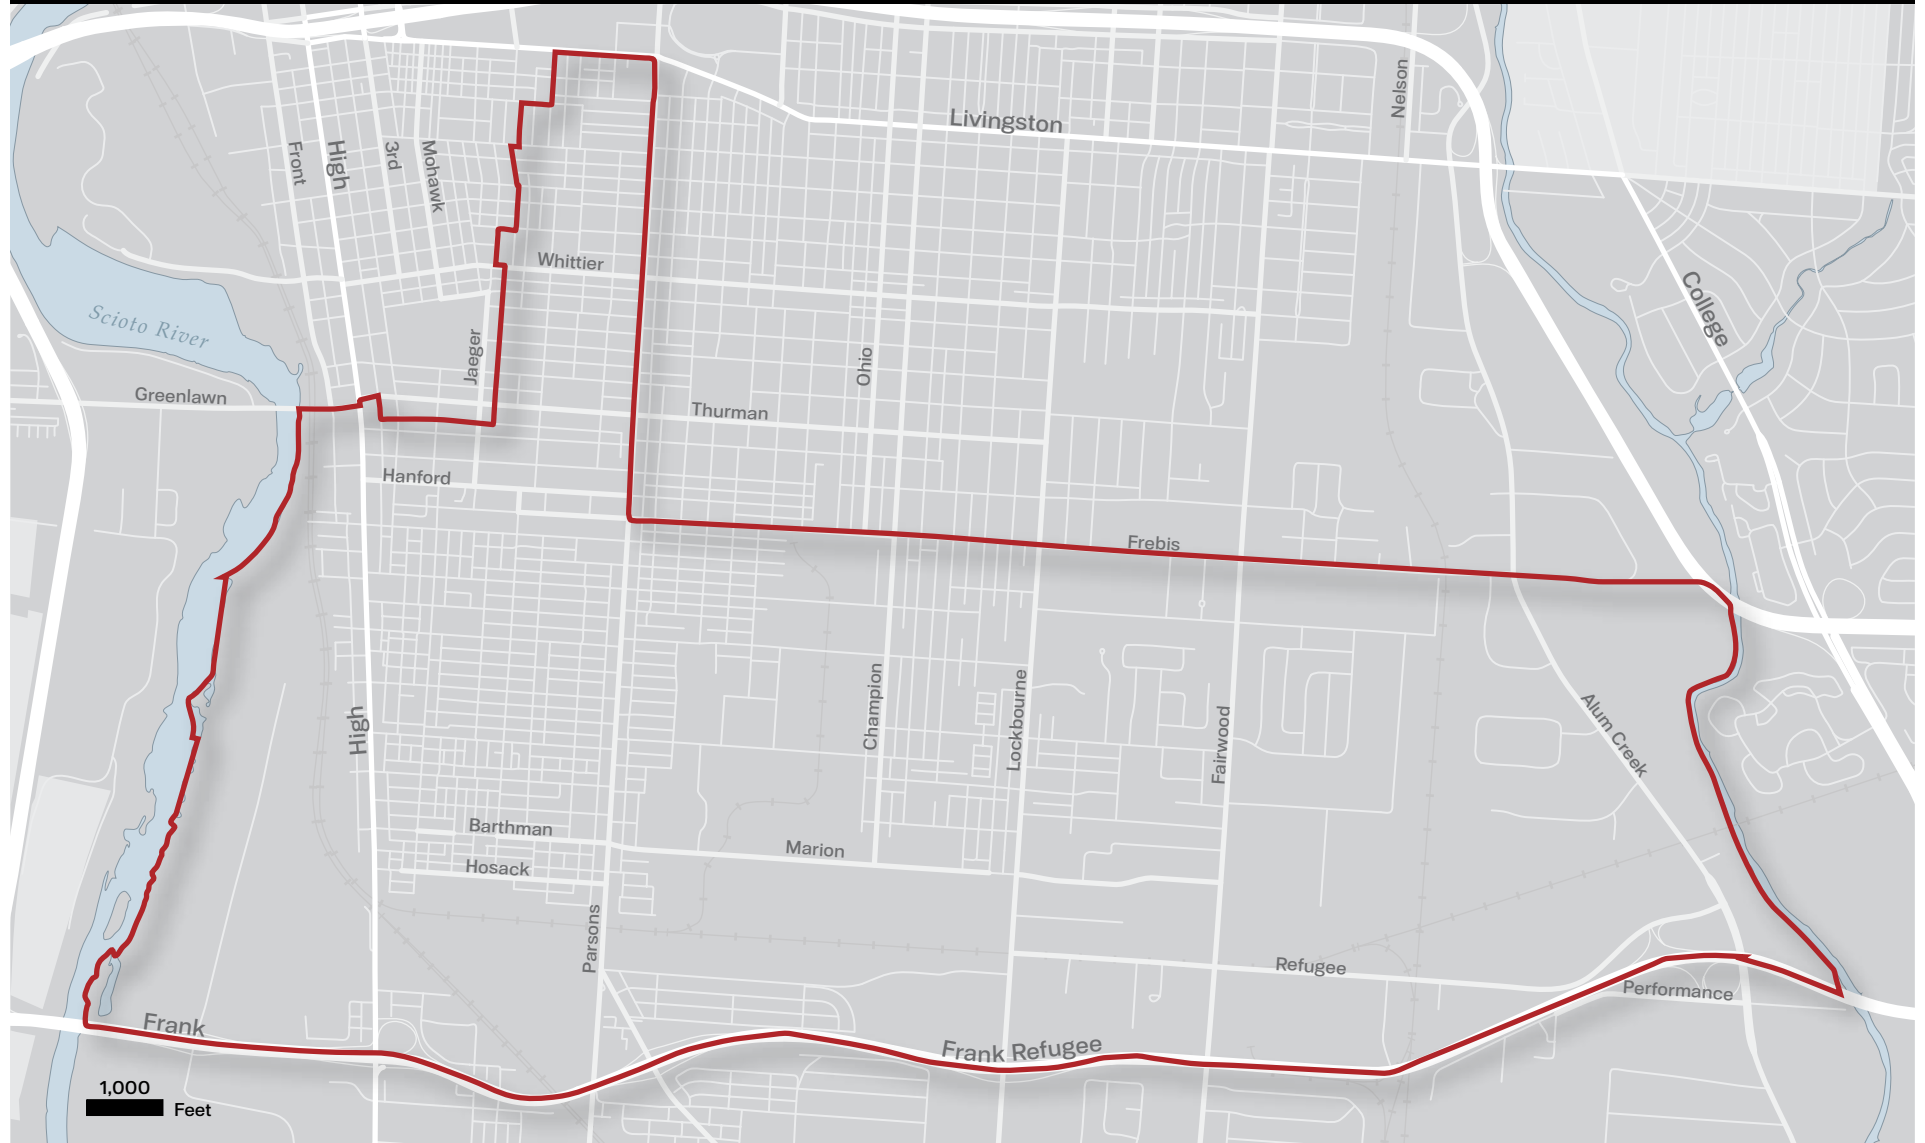 Nelson
Livingston
Front
High
3rd
Mohawk
Whittier
College
Scioto River
Jaeger
Ohio
Greenlawn
Thurman
Hanford
Frebis
High
Champion
Lockbourne
Fairwood
Alum Creek
Barthman
Marion
Hosack
Parsons
Refugee
Performance
Frank
Frank Refugee
1,000
Feet